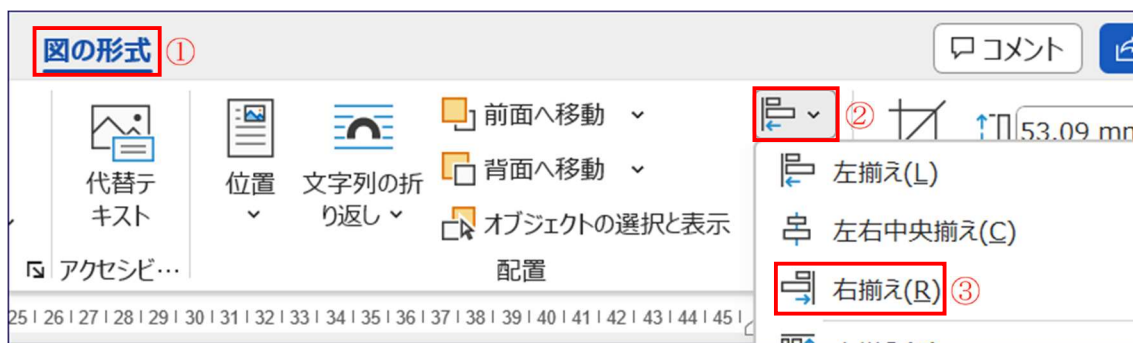 図の形式 ①
コメント
前面へ移動
②
53.09 mm
背面へ移動
左揃え(L)
代替テ
キスト
位置
文字列の折
り返し
オブジェクトの選択と表示
左右中央揃え(C)
アクセシビ…
配置
右揃え(R) ③
25 | 26 | 27 | 28 | 29 | 30 | 31 | 32 | 33 | 34 | 35 | 36 | 37 | 38 | 39 | 40 | 41 | 42 | 43 | 44 | 45 |